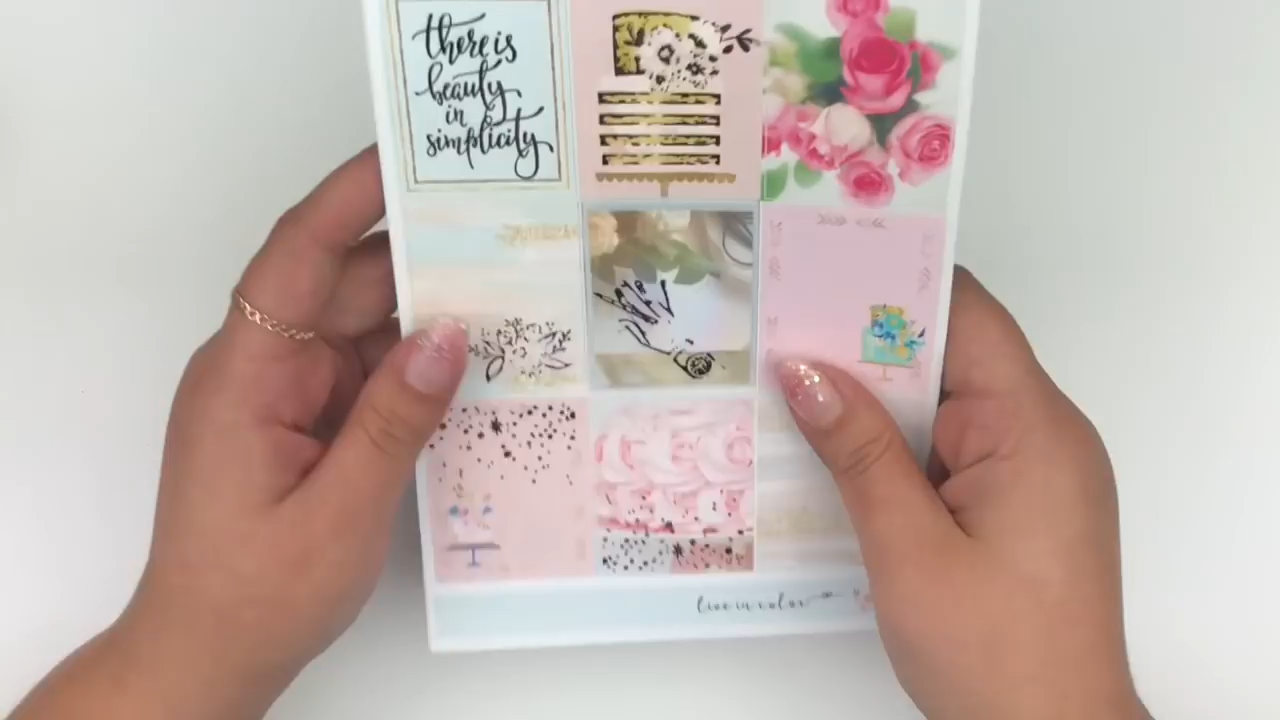 there is
beauty
in
simplicity
live in color